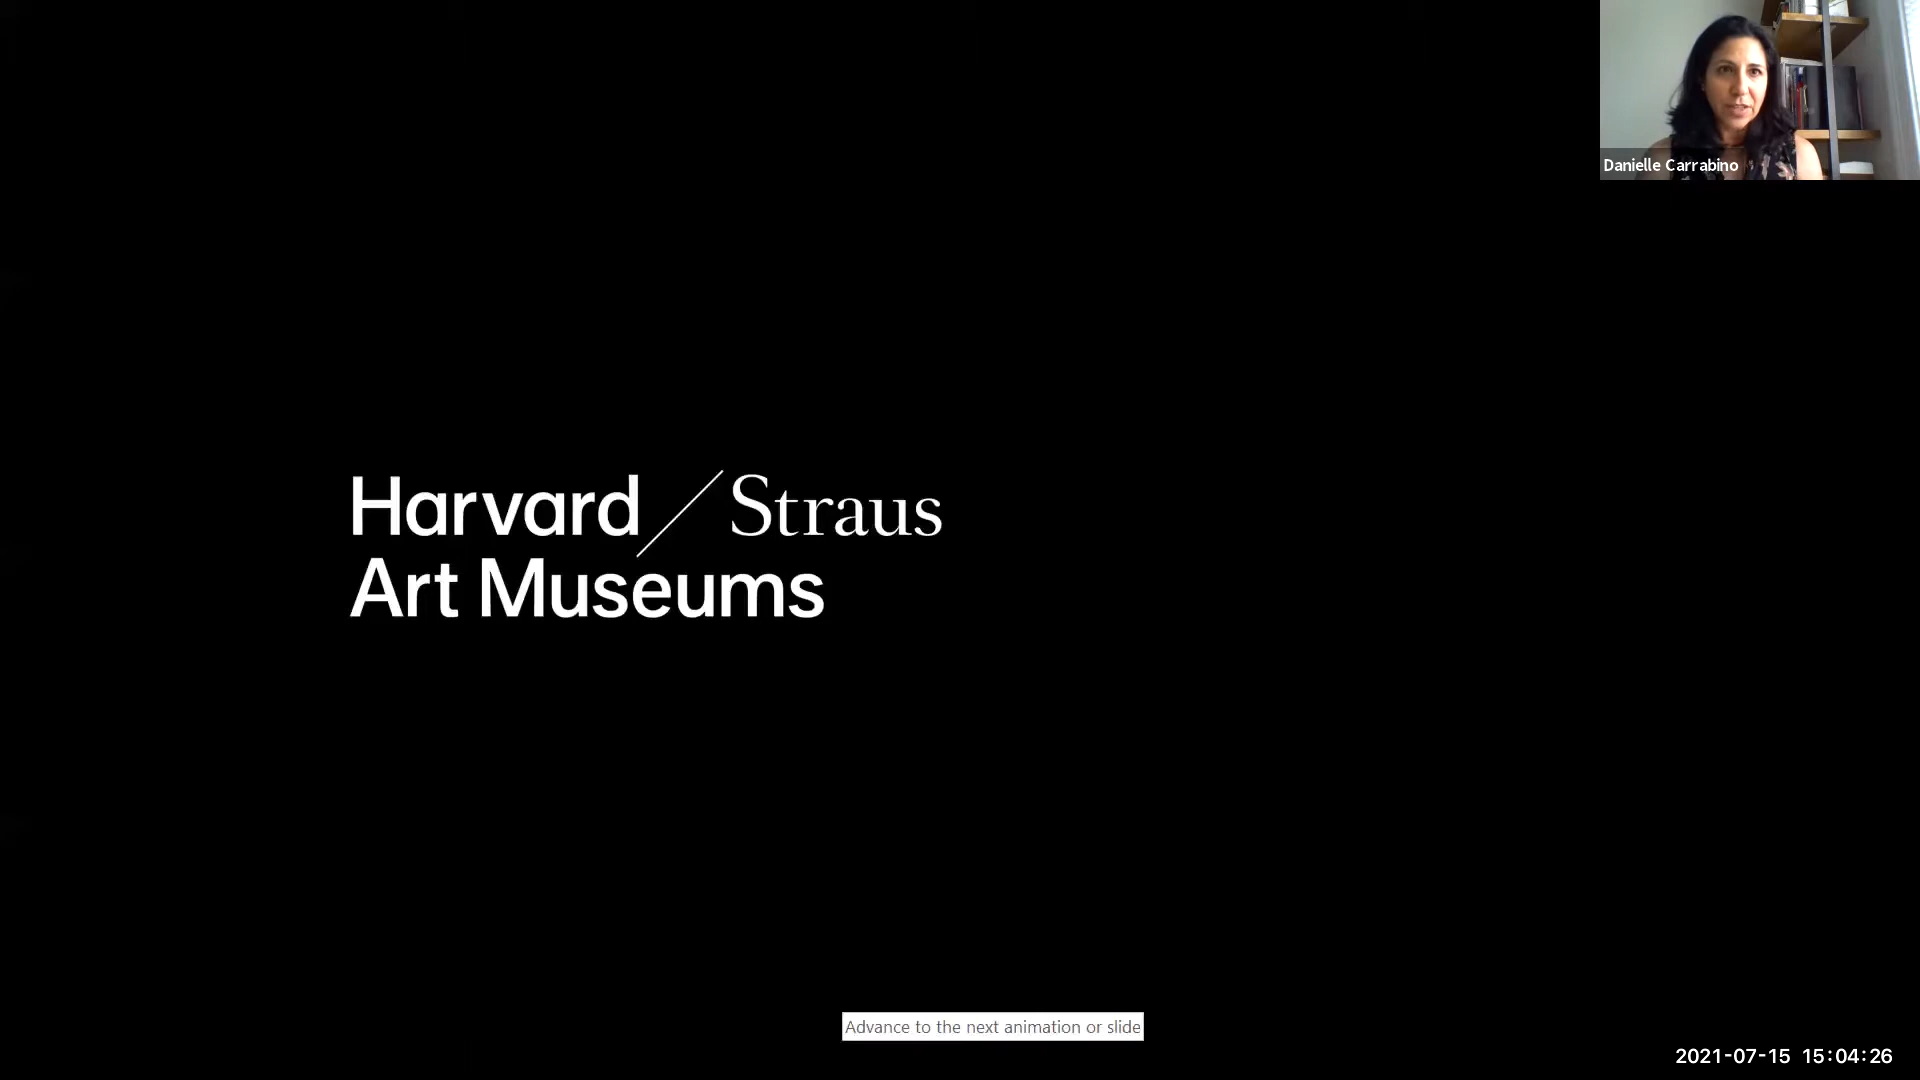 Danielle Carrabino
Harvard / Straus
Art Museums
Advance to the next animation or slide
2021-07-15 15:04:26